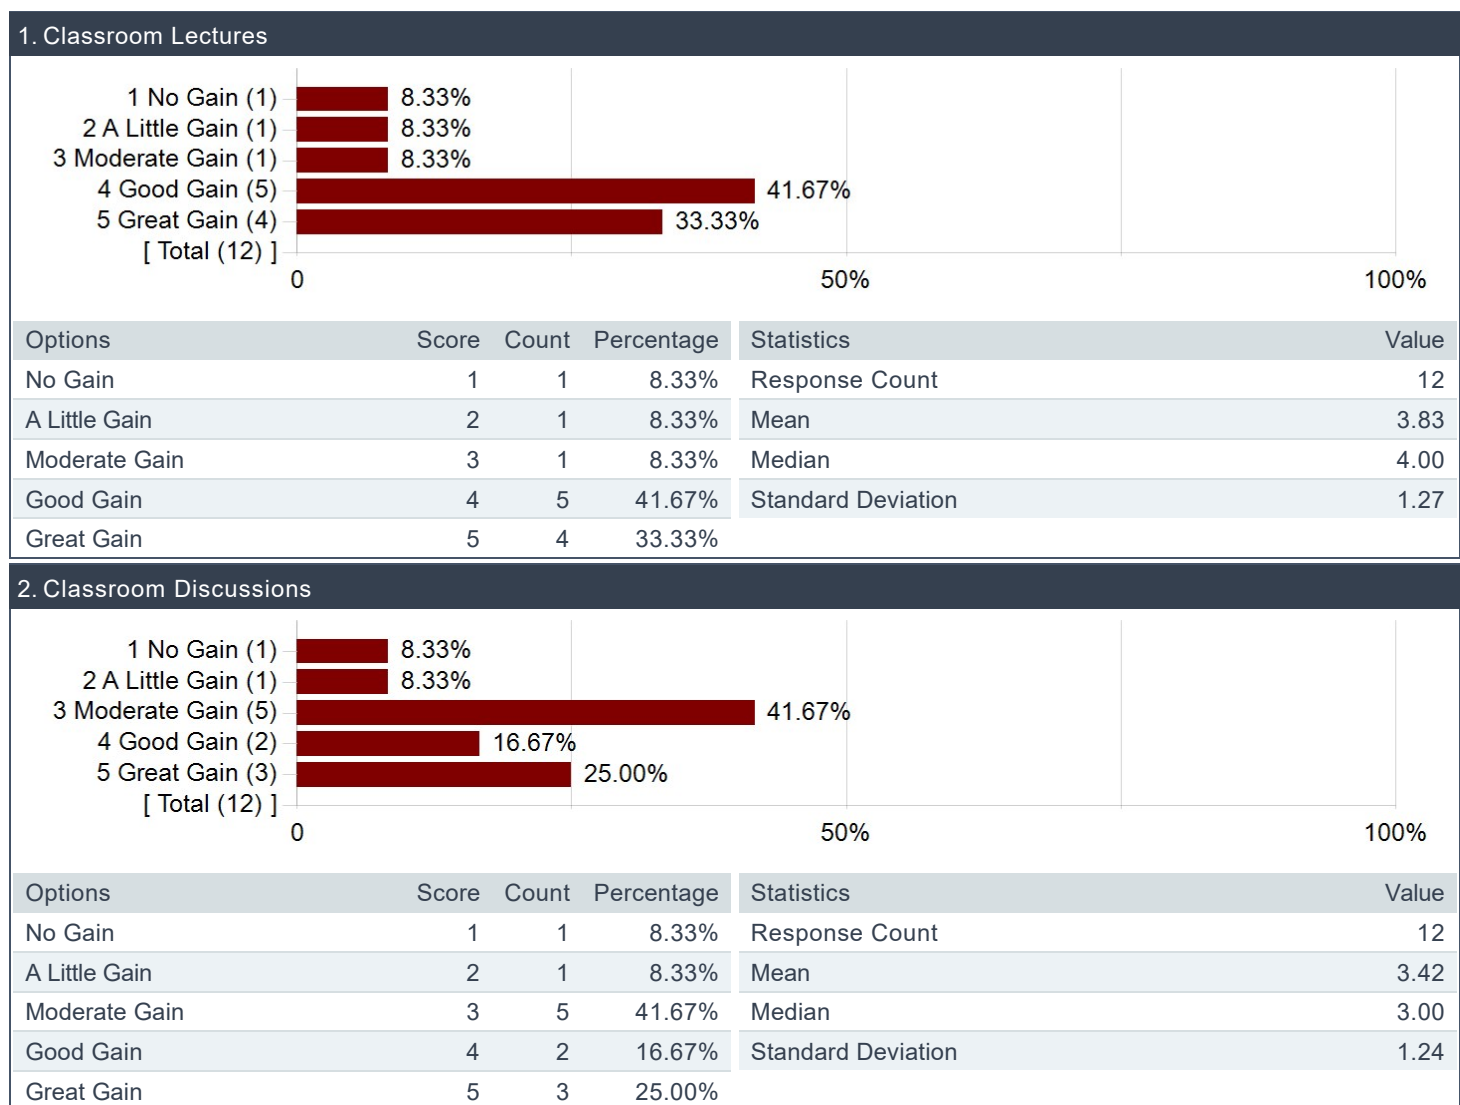 1. Classroom Lectures
1 No Gain (1) 8.33%
2 A Little Gain (1) 8.33%
3 Moderate Gain (1) 8.33%
4 Good Gain (5) 41.67%
5 Great Gain (4) 33.33%
[ Total (12) ]
0 50% 100%
Options Score Count Percentage Statistics Value
No Gain 1 1 8.33% Response Count 12
A Little Gain 2 1 8.33% Mean 3.83
Moderate Gain 3 1 8.33% Median 4.00
Good Gain 4 5 41.67% Standard Deviation 1.27
Great Gain 5 4 33.33%
2. Classroom Discussions
1 No Gain (1) 8.33%
2 A Little Gain (1) 8.33%
3 Moderate Gain (5) 41.67%
4 Good Gain (2) 16.67%
5 Great Gain (3) 25.00%
[ Total (12) ]
0 50% 100%
Options Score Count Percentage Statistics Value
No Gain 1 1 8.33% Response Count 12
A Little Gain 2 1 8.33% Mean 3.42
Moderate Gain 3 5 41.67% Median 3.00
Good Gain 4 2 16.67% Standard Deviation 1.24
Great Gain 5 3 25.00%